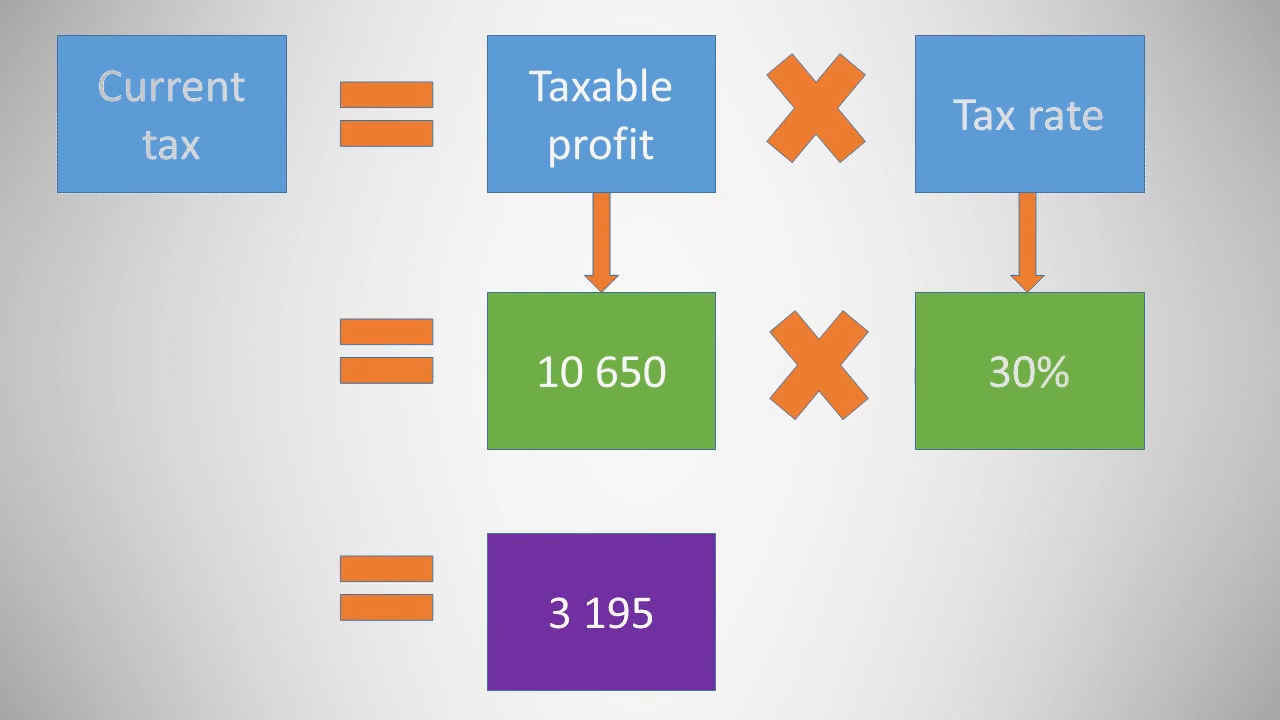 Current
tax
Taxable
profit
Tax rate
10 650
30%
3 195